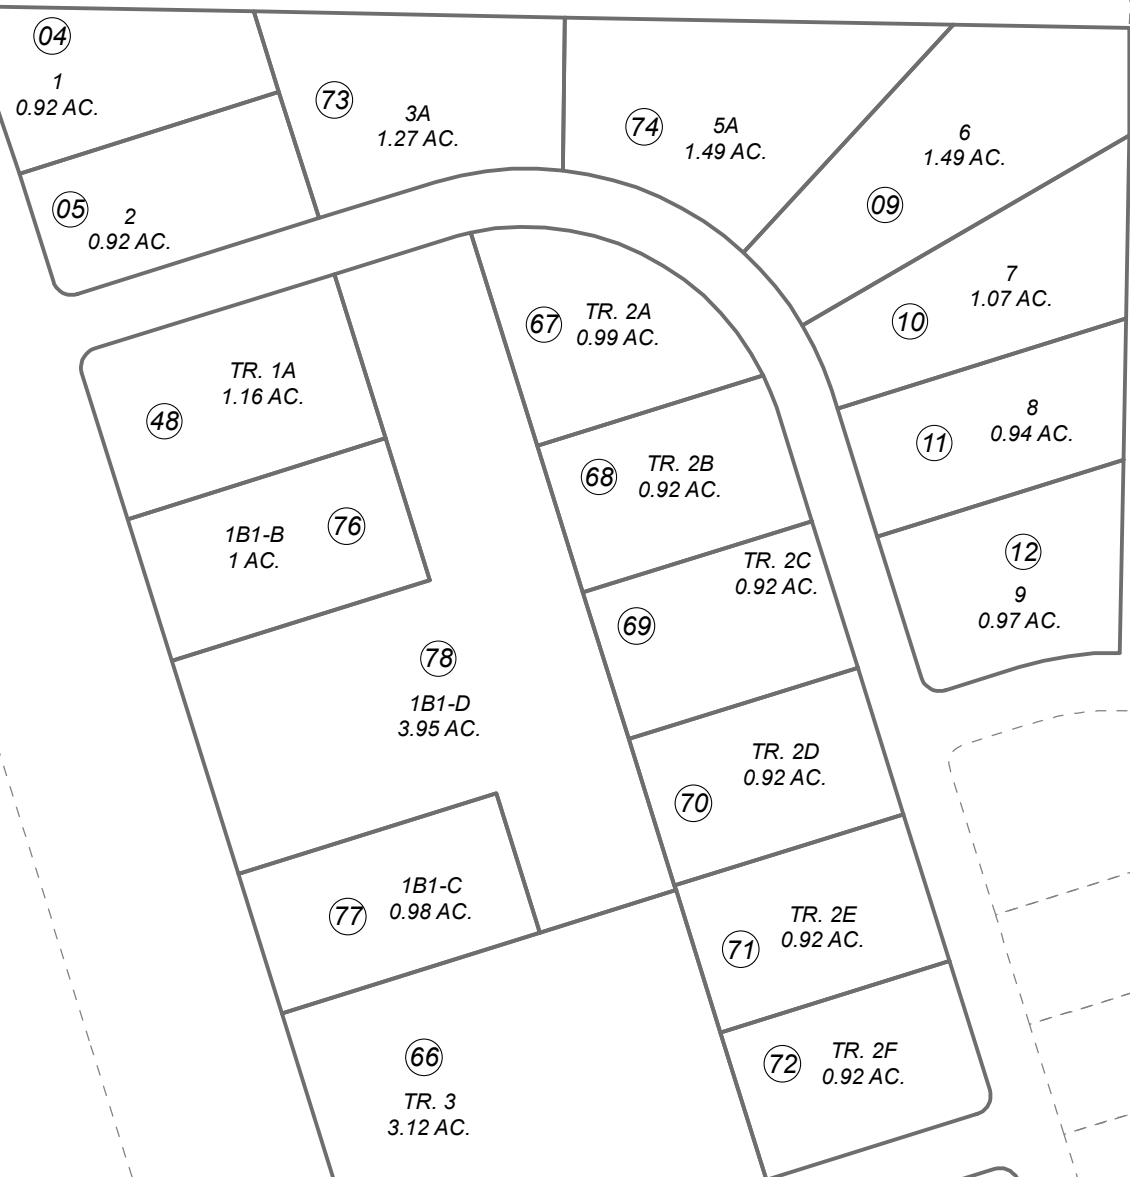 04
1
0.92 AC.
73
3A
1.27 AC.
74
5A
1.49 AC.
6
1.49 AC.
09
05
2
0.92 AC.
67
TR. 2A
0.99 AC.
7
1.07 AC.
10
48
TR. 1A
1.16 AC.
8
0.94 AC.
11
68
TR. 2B
0.92 AC.
76
1B1-B
1 AC.
TR. 2C
0.92 AC.
69
12
9
0.97 AC.
78
1B1-D
3.95 AC.
TR. 2D
0.92 AC.
70
1B1-C
0.98 AC.
77
TR. 2E
0.92 AC.
71
66
TR. 3
3.12 AC.
72
TR. 2F
0.92 AC.